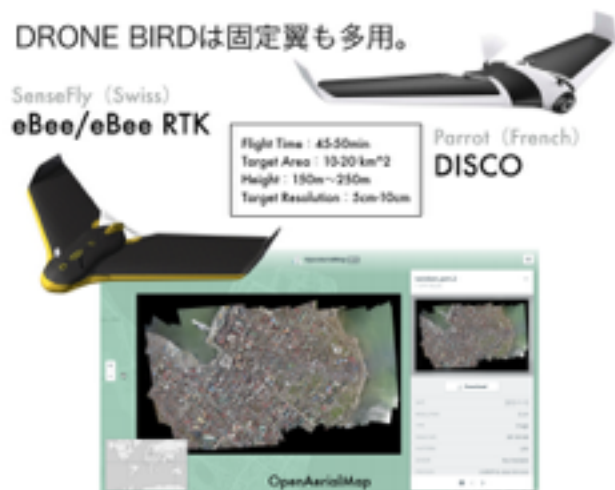 DRONE BIRDは固定翼も多用。
SenseFly（Swiss）
eBee/eBee RTK
Flight Time : 45-50min
Target Area : 10-20 km^2
Height : 150m〜250m
Target Resolution : 5cm-10cm
Parrot（French）
DISCO
Download
OpenAerialMap